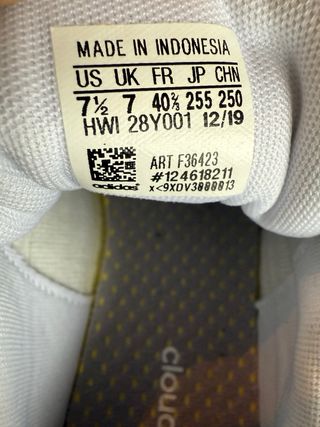 MADE IN INDONESIA
US UK FR JP CHN
7½ 7 40⅔ 255 250
HWI 28Y001 12/19
ART F36423
#124618211
adidas
clou